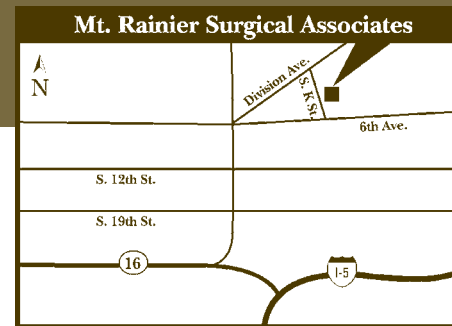 Mt. Rainier Surgical Associates
N
Division Ave.
S. K St.
6th Ave.
S. 12th St.
S. 19th St.
16
I-5